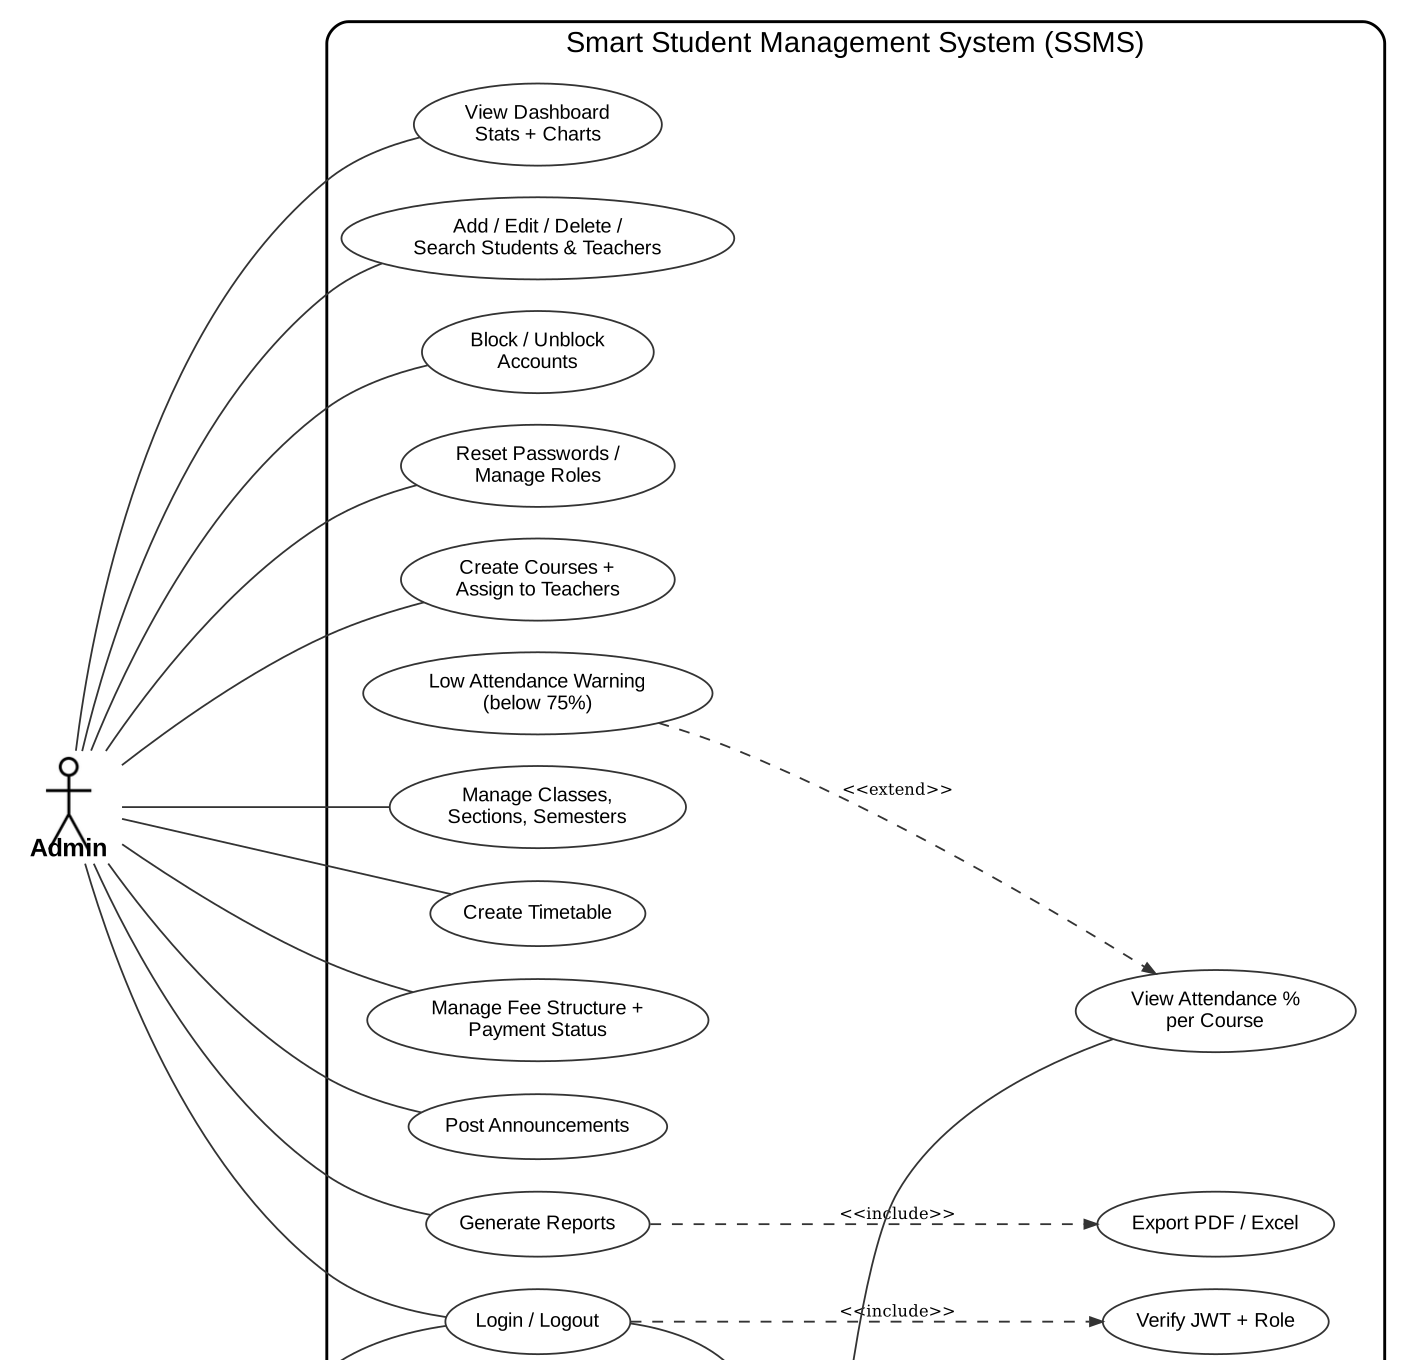 Smart Student Management System (SSMS)
View Dashboard
Stats + Charts
Add / Edit / Delete /
Search Students & Teachers
Block / Unblock
Accounts
Reset Passwords /
Manage Roles
Create Courses +
Assign to Teachers
Low Attendance Warning
(below 75%)
<<extend>>
Manage Classes,
Sections, Semesters
Admin
Create Timetable
View Attendance %
per Course
Manage Fee Structure +
Payment Status
Post Announcements
Generate Reports
<<include>>
Export PDF / Excel
Login / Logout
<<include>>
Verify JWT + Role